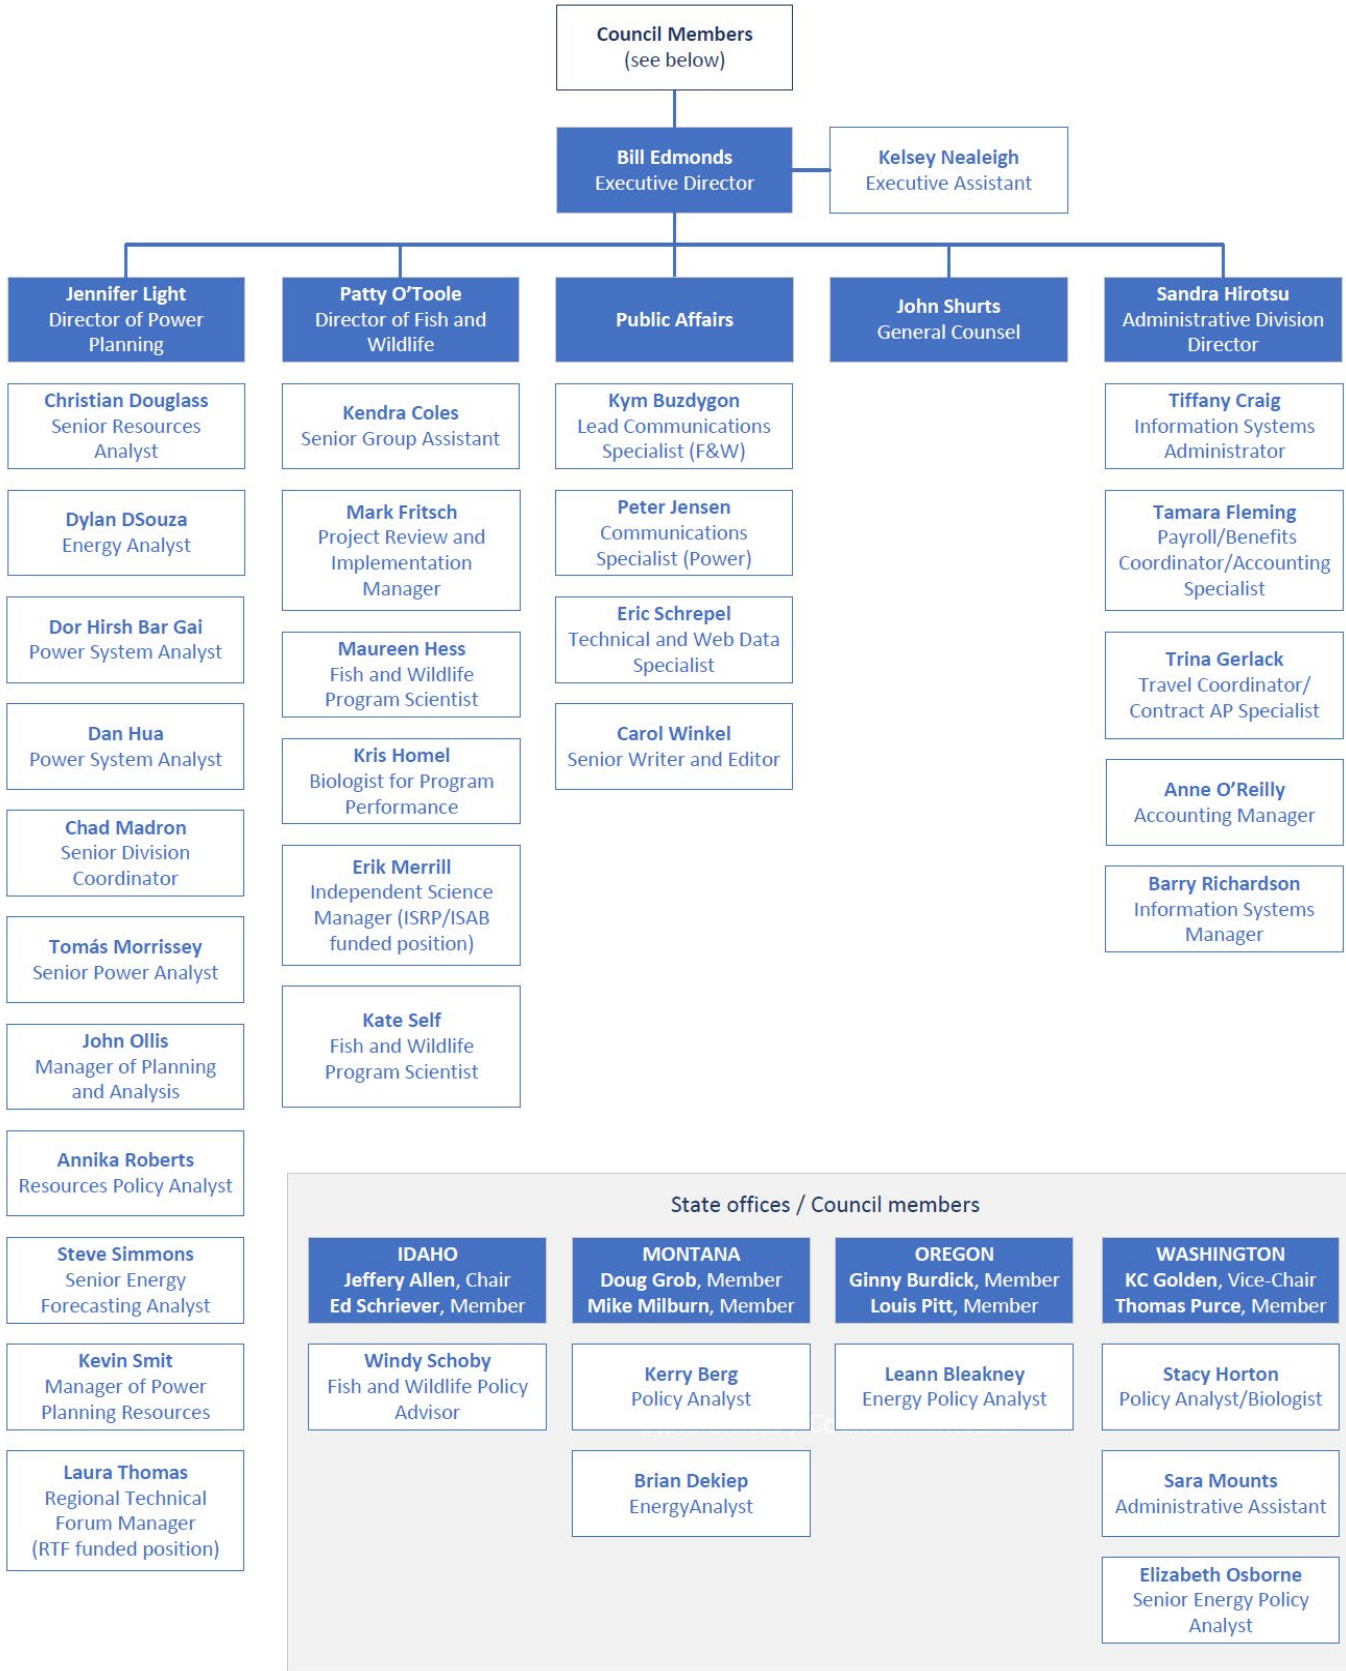 Council Members
(see below)
Bill Edmonds
Executive Director
Kelsey Nealeigh
Executive Assistant
Jennifer Light
Director of Power
Planning
Christian Douglass
Senior Resources
Analyst
Dylan DSouza
Energy Analyst
Dor Hirsh Bar Gai
Power System Analyst
Dan Hua
Power System Analyst
Chad Madron
Senior Division
Coordinator
Tomás Morrissey
Senior Power Analyst
John Ollis
Manager of Planning
and Analysis
Annika Roberts
Resources Policy Analyst
Steve Simmons
Senior Energy
Forecasting Analyst
Kevin Smit
Manager of Power
Planning Resources
Laura Thomas
Regional Technical
Forum Manager
(RTF funded position)
Patty O’Toole
Director of Fish and
Wildlife
Kendra Coles
Senior Group Assistant
Mark Fritsch
Project Review and
Implementation
Manager
Maureen Hess
Fish and Wildlife
Program Scientist
Kris Homel
Biologist for Program
Performance
Erik Merrill
Independent Science
Manager (ISRP/ISAB
funded position)
Kate Self
Fish and Wildlife
Program Scientist
Public Affairs
Kym Buzdygon
Lead Communications
Specialist (F&W)
Peter Jensen
Communications
Specialist (Power)
Eric Schrepel
Technical and Web Data
Specialist
Carol Winkel
Senior Writer and Editor
John Shurts
General Counsel
Sandra Hirotsu
Administrative Division
Director
Tiffany Craig
Information Systems
Administrator
Tamara Fleming
Payroll/Benefits
Coordinator/Accounting
Specialist
Trina Gerlack
Travel Coordinator/
Contract AP Specialist
Anne O’Reilly
Accounting Manager
Barry Richardson
Information Systems
Manager
State offices / Council members
IDAHO
Jeffery Allen, Chair
Ed Schriever, Member
Windy Schoby
Fish and Wildlife Policy
Advisor
MONTANA
Doug Grob, Member
Mike Milburn, Member
Kerry Berg
Policy Analyst
Brian Dekiep
EnergyAnalyst
OREGON
Ginny Burdick, Member
Louis Pitt, Member
Leann Bleakney
Energy Policy Analyst
WASHINGTON
KC Golden, Vice-Chair
Thomas Purce, Member
Stacy Horton
Policy Analyst/Biologist
Sara Mounts
Administrative Assistant
Elizabeth Osborne
Senior Energy Policy
Analyst